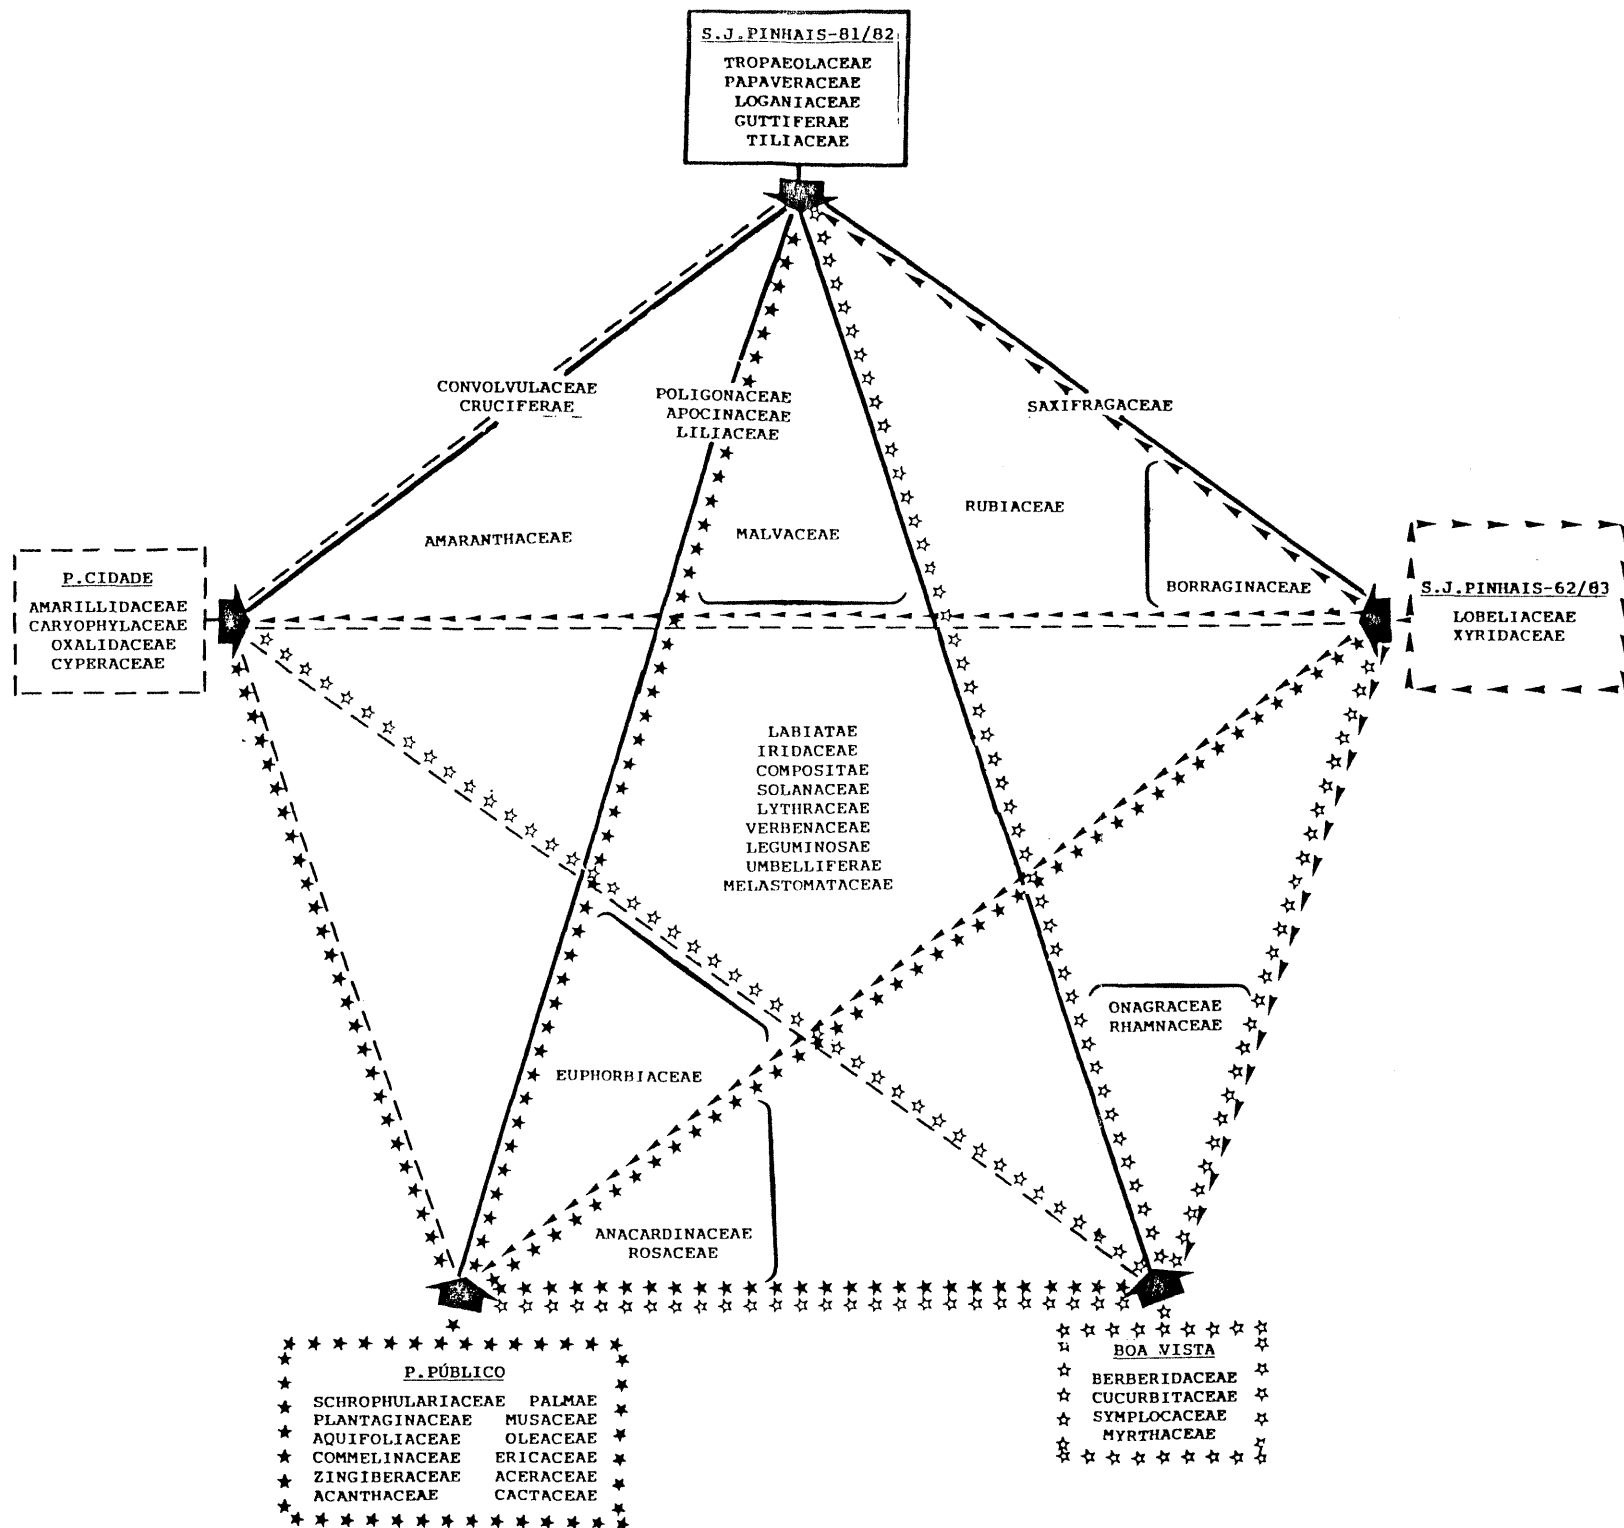 S.J.PINHAIS-81/82
TROPAEOLACEAE
PAPAVERACEAE
LOGANIACEAE
GUTTIFERAE
TILIACEAE
CONVOLVULACEAE
CRUCIFERAE
POLIGONACEAE
APOCINACEAE
LILIACEAE
SAXIFRAGACEAE
RUBIACEAE
AMARANTHACEAE
MALVACEAE
BORRAGINACEAE
P.CIDADE
AMARILLIDACEAE
CARYOPHYLACEAE
OXALIDACEAE
CYPERACEAE
S.J.PINHAIS-62/83
LOBELIACEAE
XYRIDACEAE
LABIATAE
IRIDACEAE
COMPOSITAE
SOLANACEAE
LYTHRACEAE
VERBENACEAE
LEGUMINOSAE
UMBELLIFERAE
MELASTOMATACEAE
ONAGRACEAE
RHAMNACEAE
EUPHORBIACEAE
ANACARDINACEAE
ROSACEAE
P.PÚBLICO
SCHROPHULARIACEAE PALMAE
PLANTAGINACEAE MUSACEAE
AQUIFOLIACEAE OLEACEAE
COMMELINACEAE ERICACEAE
ZINGIBERACEAE ACERACEAE
ACANTHACEAE CACTACEAE
BOA VISTA
BERBERIDACEAE
CUCURBITACEAE
SYMPLOCACEAE
MYRTHACEAE